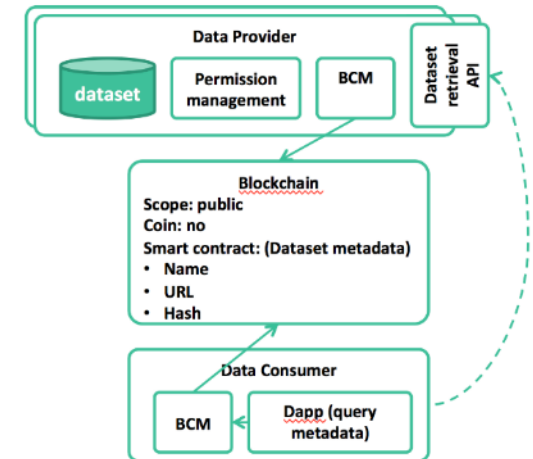 Data Provider
dataset
Permission
management
BCM
Dataset
retrieval
API
Blockchain
Scope: public
Coin: no
Smart contract: (Dataset metadata)
• Name
• URL
• Hash
Data Consumer
BCM
Dapp (query
metadata)